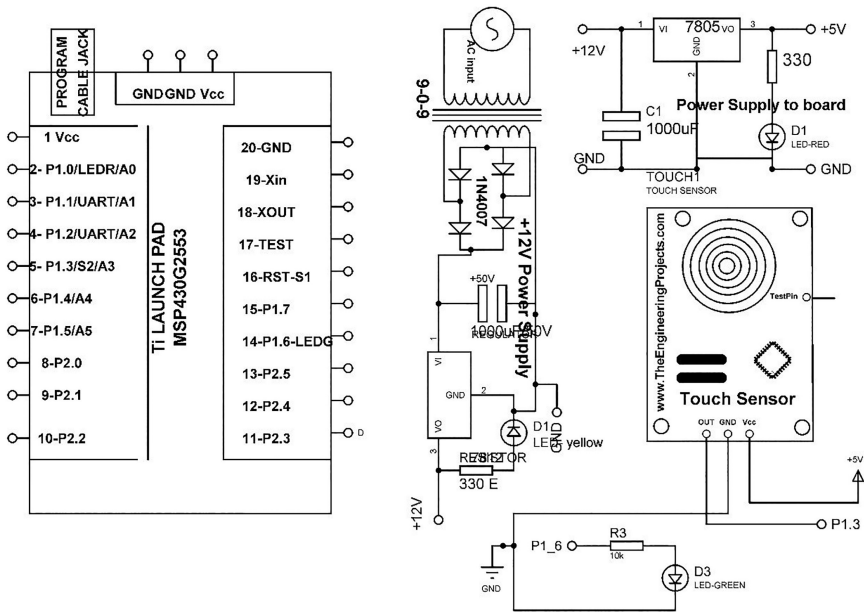 PROGRAM
CABLE JACK
GND GND Vcc
1 Vcc
2- P1.0/LEDR/A0
3- P1.1/UART/A1
4- P1.2/UART/A2
5- P1.3/S2/A3
6-P1.4/A4
7-P1.5/A5
8-P2.0
9-P2.1
10-P2.2
Ti LAUNCH PAD
MSP430G2553
20-GND
19-Xin
18-XOUT
17-TEST
16-RST-S1
15-P1.7
14-P1.6-LEDG
13-P2.5
12-P2.4
11-P2.3
D
AC input
9-0-9
1N4007
+12V Power Supply
+50V
1000uF/50V
REGULATOR
1
VI
GND
2
VO
3
D1
LED- yellow
GND
RESISTOR
7812
330 E
+12V
+12V
1
VI
7805
VO
3
GND
2
+5V
330
C1
1000uF
Power Supply to board
D1
LED-RED
GND
GND
TOUCH1
TOUCH SENSOR
www.TheEngineeringProjects.com
TestPin
Touch Sensor
OUT GND Vcc
+5V
P1.3
GND
P1_6
R3
10k
D3
LED-GREEN